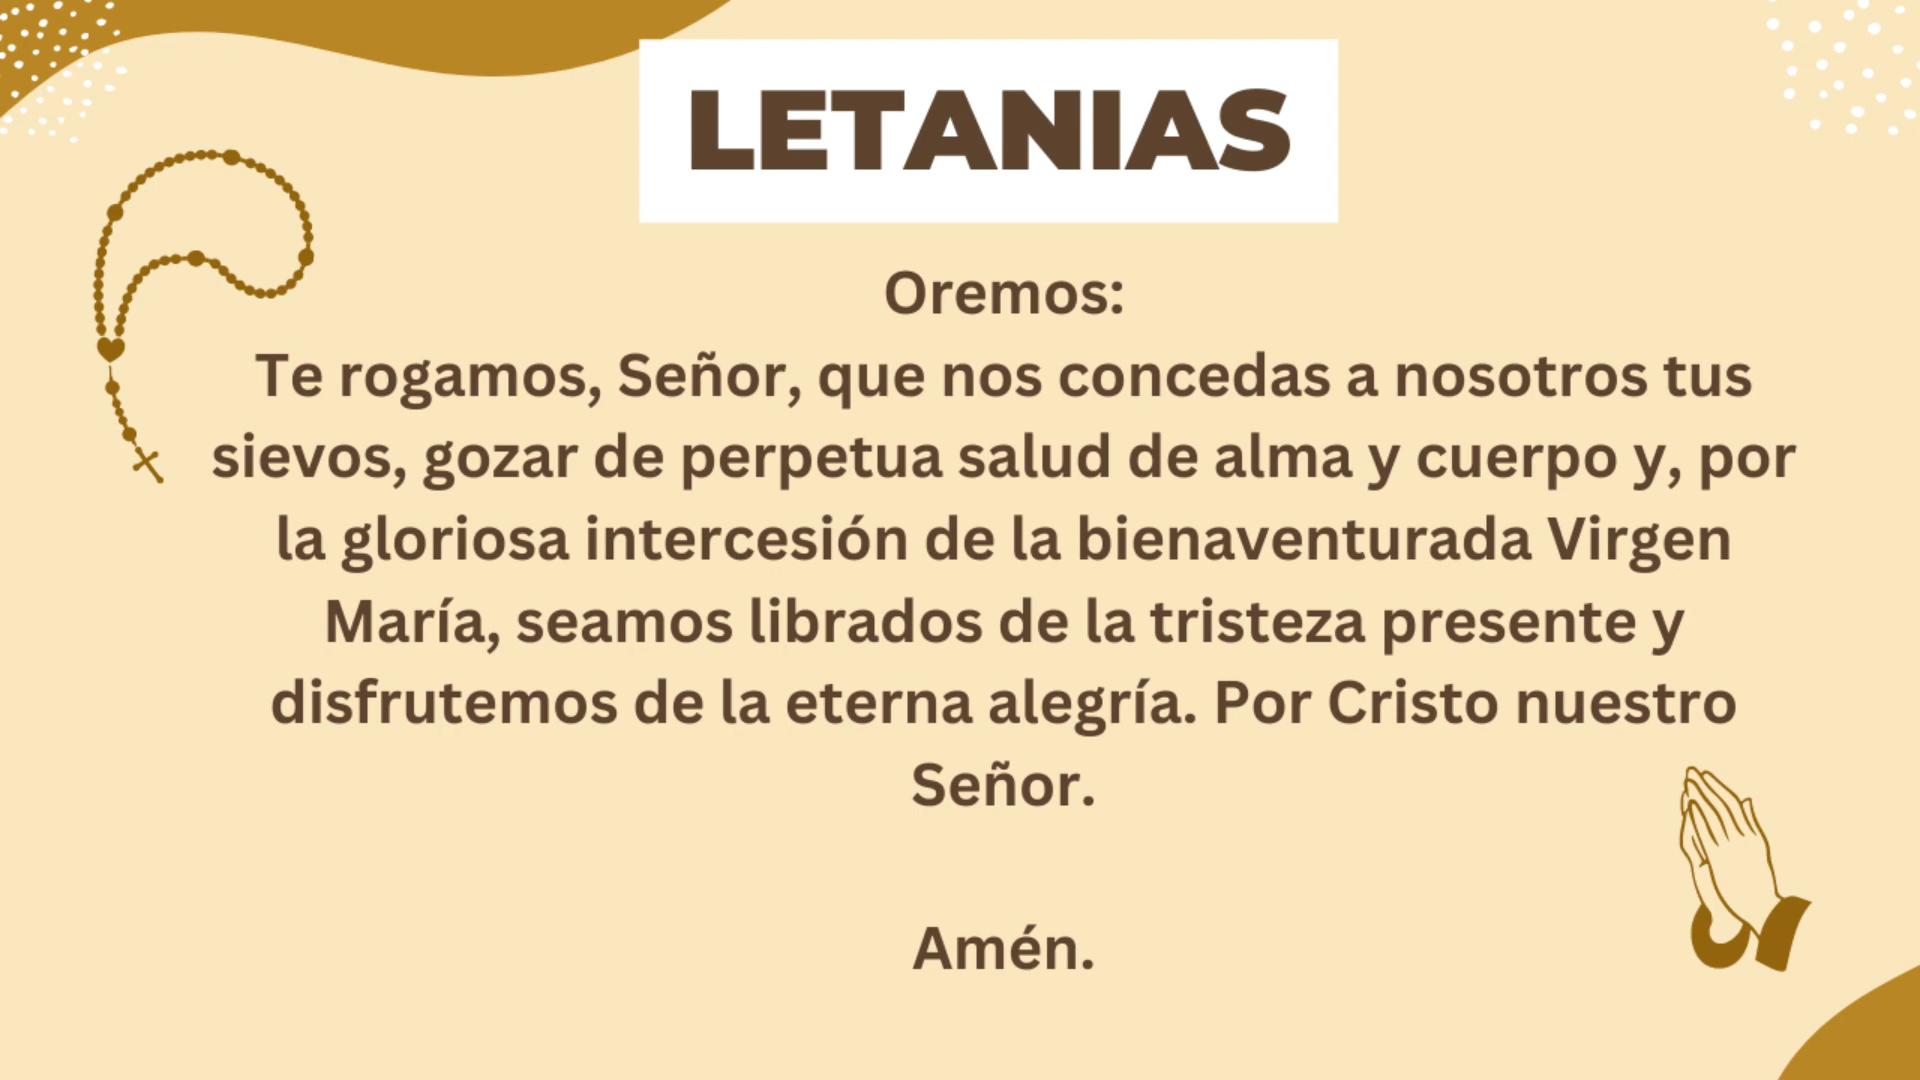 LETANIAS
Oremos:
Te rogamos, Señor, que nos concedas a nosotros tus
sievos, gozar de perpetua salud de alma y cuerpo y, por
la gloriosa intercesión de la bienaventurada Virgen
María, seamos librados de la tristeza presente y
disfrutemos de la eterna alegría. Por Cristo nuestro
Señor.
Amén.